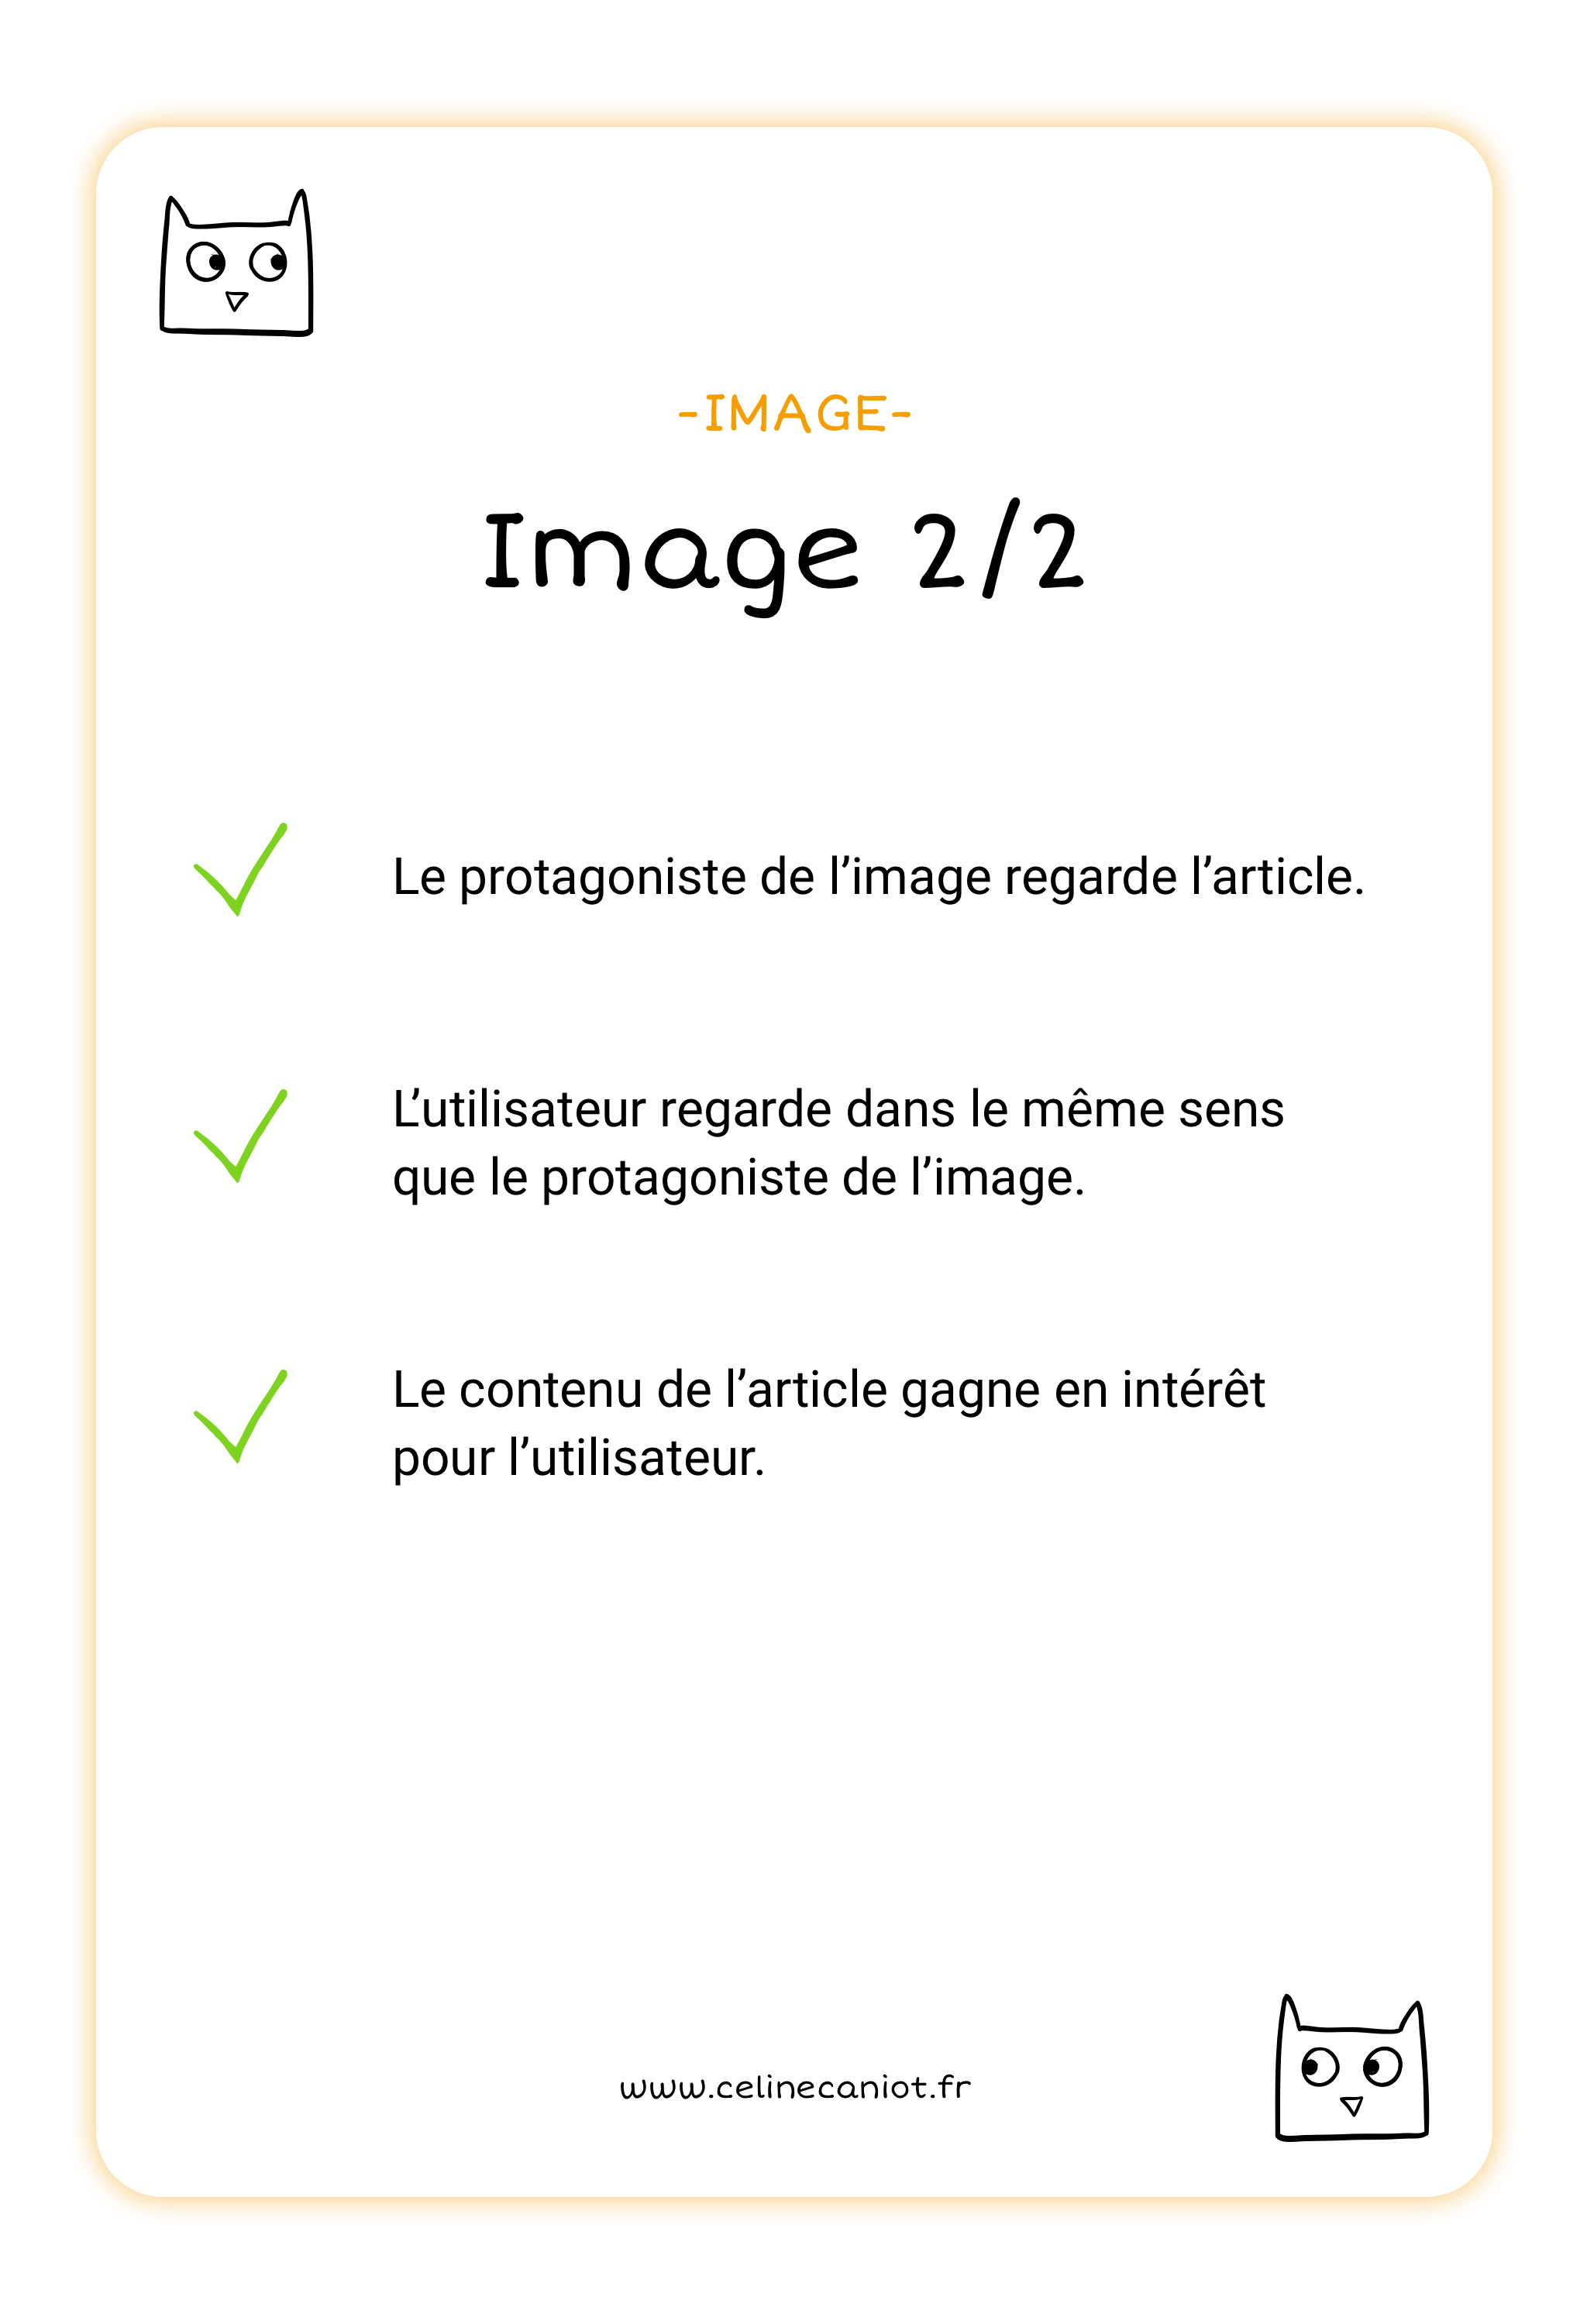 -IMAGE-
Image 2/2
Le protagoniste de l’image regarde l’article.
L’utilisateur regarde dans le même sens
que le protagoniste de l’image.
Le contenu de l’article gagne en intérêt
pour l’utilisateur.
www.celinecaniot.fr